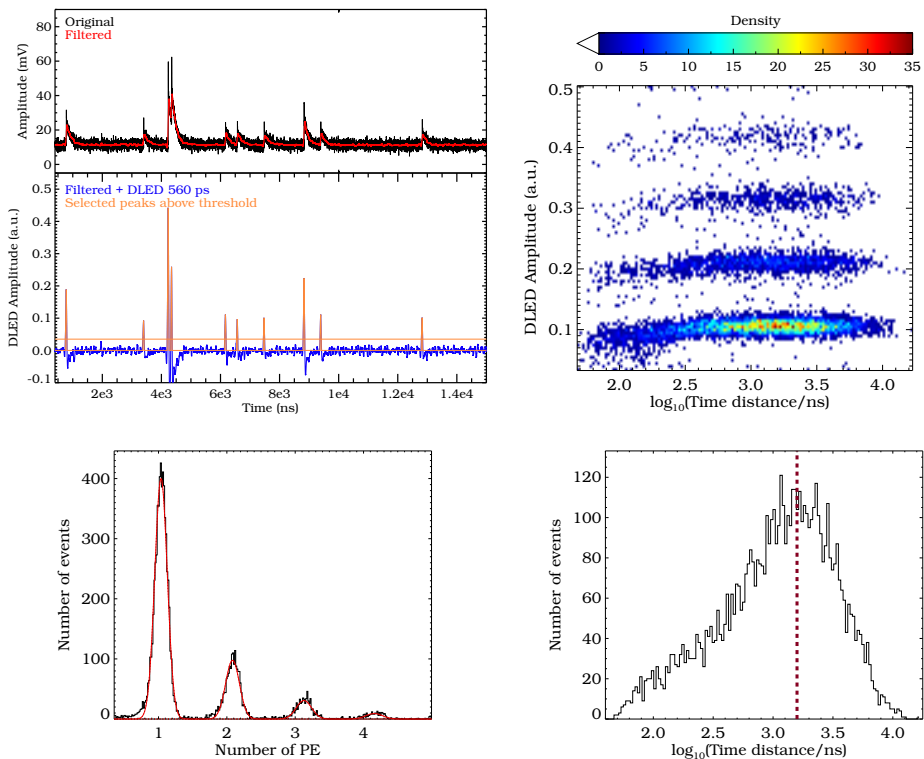 Original
Filtered
80
60
40
20
0
Amplitude (mV)
Filtered + DLED 560 ps
Selected peaks above threshold
0.5
0.4
0.3
0.2
0.1
0.0
-0.1
DLED Amplitude (a.u.)
2e3 4e3 6e3 8e3 1e4 1.2e4 1.4e4
Time (ns)
Density
0 5 10 15 20 25 30 35
0.5
0.4
0.3
0.2
0.1
DLED Amplitude (a.u.)
2.0 2.5 3.0 3.5 4.0
log₁₀(Time distance/ns)
400
300
200
100
0
Number of events
1 2 3 4
Number of PE
120
100
80
60
40
20
0
Number of events
2.0 2.5 3.0 3.5 4.0
log₁₀(Time distance/ns)